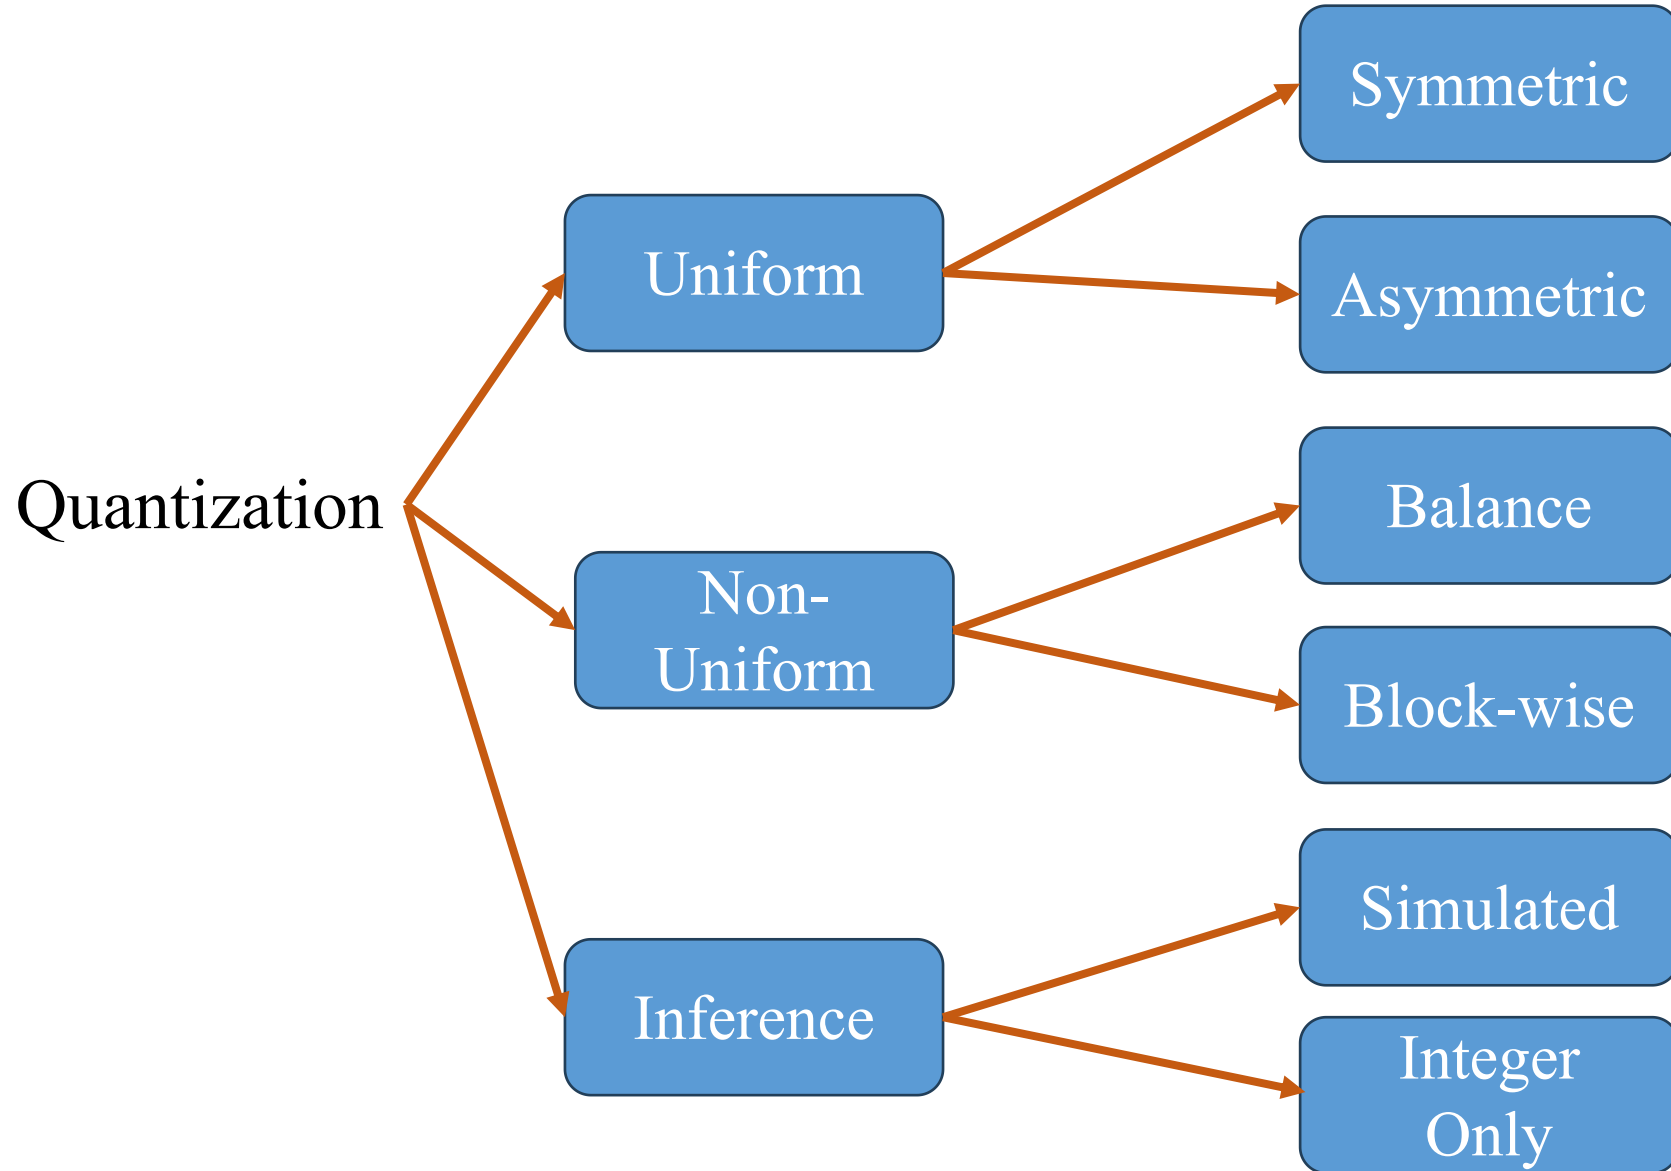 Quantization
Uniform
Symmetric
Asymmetric
Non-
Uniform
Balance
Block-wise
Inference
Simulated
Integer
Only